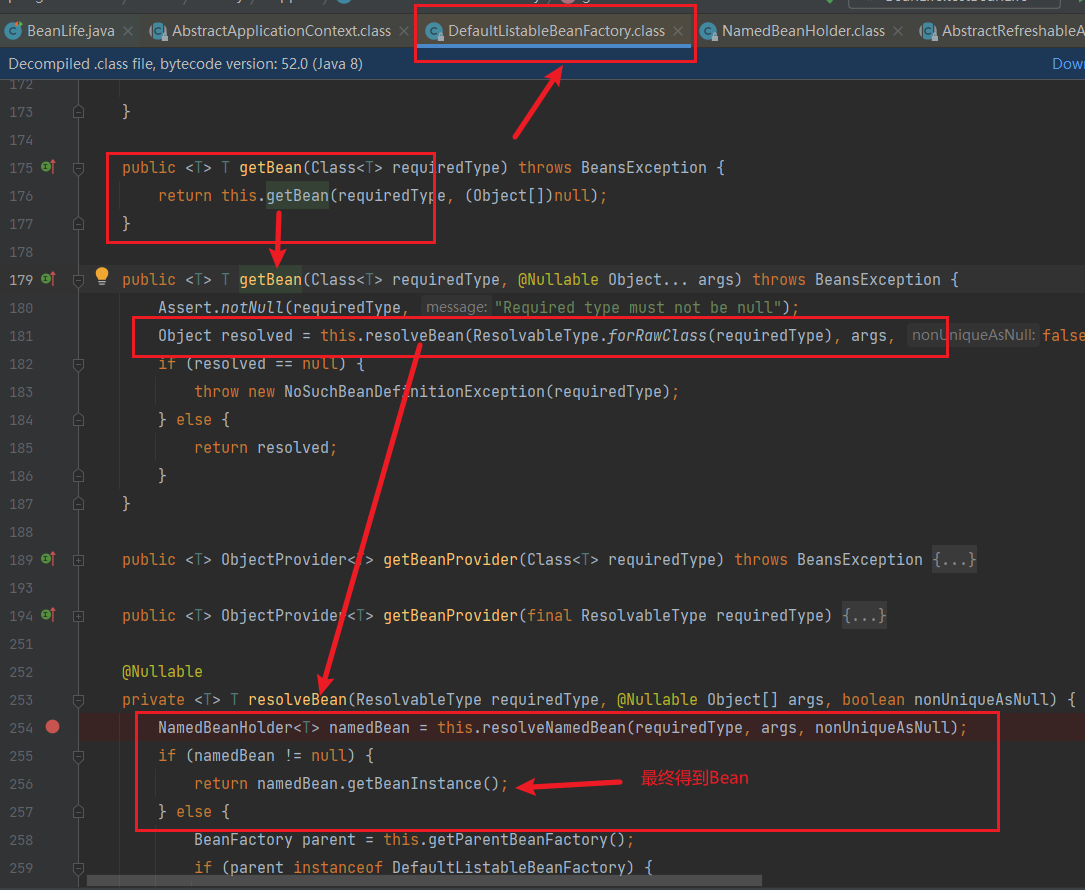 BeanLife.java
AbstractApplicationContext.class
DefaultListableBeanFactory.class
NamedBeanHolder.class
AbstractRefreshableA
Decompiled .class file, bytecode version: 52.0 (Java 8)
Down
172
173 }
174
175 public <T> T getBean(Class<T> requiredType) throws BeansException {
176 return this.getBean(requiredType, (Object[])null);
177 }
178
179 public <T> T getBean(Class<T> requiredType, @Nullable Object... args) throws BeansException {
180 Assert.notNull(requiredType, message: "Required type must not be null");
181 Object resolved = this.resolveBean(ResolvableType.forRawClass(requiredType), args, nonUniqueAsNull: false
182 if (resolved == null) {
183 throw new NoSuchBeanDefinitionException(requiredType);
184 } else {
185 return resolved;
186 }
187 }
188
189 public <T> ObjectProvider<T> getBeanProvider(Class<T> requiredType) throws BeansException {...}
193
194 public <T> ObjectProvider<T> getBeanProvider(final ResolvableType requiredType) {...}
251
252 @Nullable
253 private <T> T resolveBean(ResolvableType requiredType, @Nullable Object[] args, boolean nonUniqueAsNull) {
254 NamedBeanHolder<T> namedBean = this.resolveNamedBean(requiredType, args, nonUniqueAsNull);
255 if (namedBean != null) {
256 return namedBean.getBeanInstance(); 最终得到Bean
257 } else {
258 BeanFactory parent = this.getParentBeanFactory();
259 if (parent instanceof DefaultListableBeanFactory) {